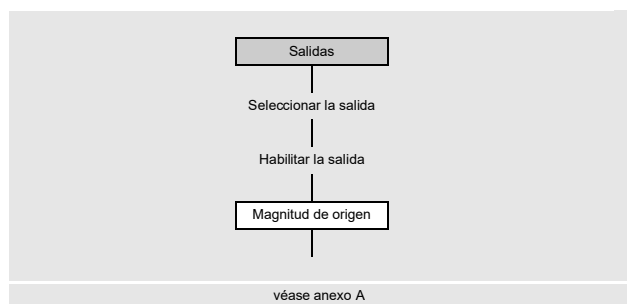 Salidas
Seleccionar la salida
Habilitar la salida
Magnitud de origen
véase anexo A